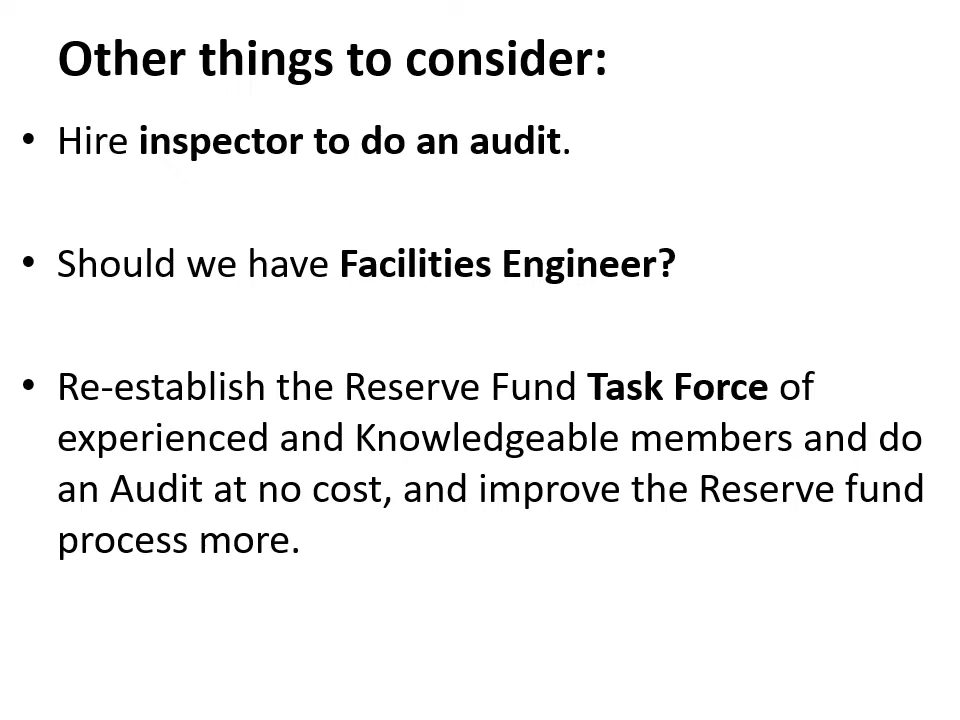 Other things to consider:
• Hire inspector to do an audit.
• Should we have Facilities Engineer?
• Re-establish the Reserve Fund Task Force of
experienced and Knowledgeable members and do
an Audit at no cost, and improve the Reserve fund
process more.